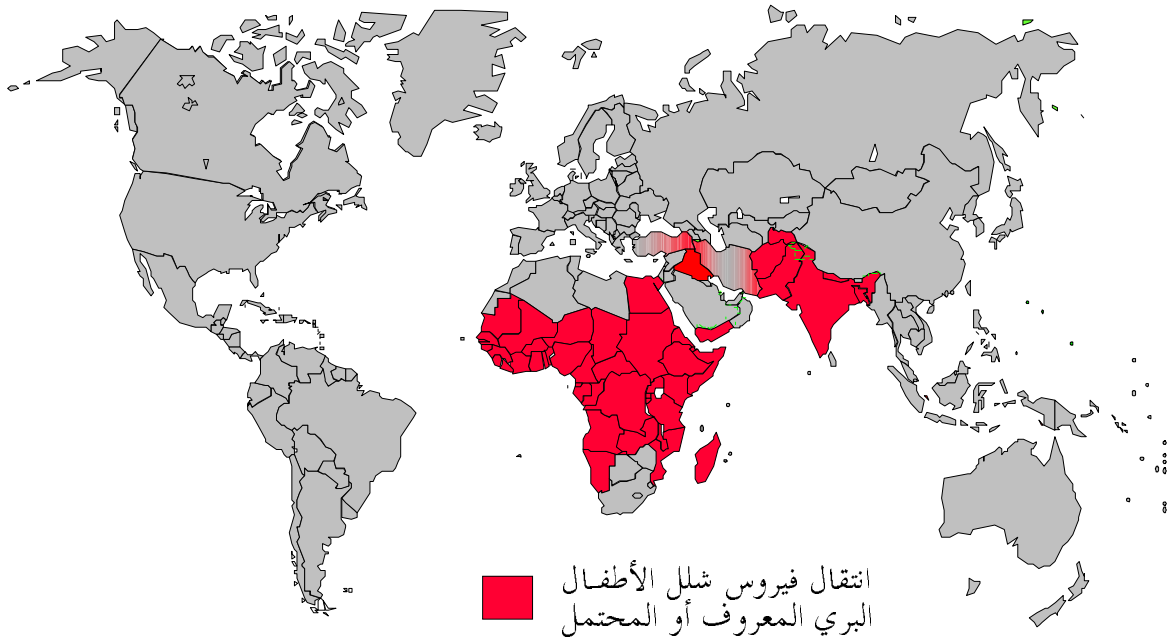 انتقال فيروس شلل الأطفال
البري المعروف أو المحتمل